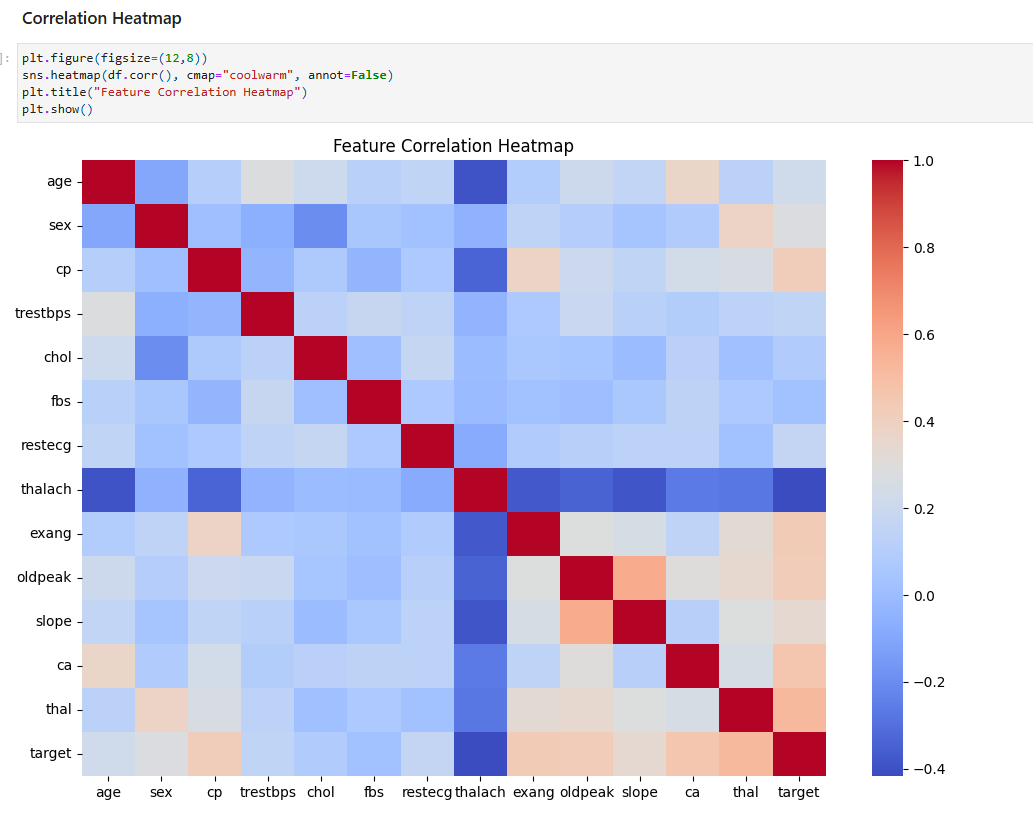 Correlation Heatmap
]:
plt.figure(figsize=(12,8))
sns.heatmap(df.corr(), cmap="coolwarm", annot=False)
plt.title("Feature Correlation Heatmap")
plt.show()
Feature Correlation Heatmap
age
sex
cp
trestbps
chol
fbs
restecg
thalach
exang
oldpeak
slope
ca
thal
target
age sex cp trestbps chol fbs restecg thalach exang oldpeak slope ca thal target
1.0
0.8
0.6
0.4
0.2
0.0
−0.2
−0.4